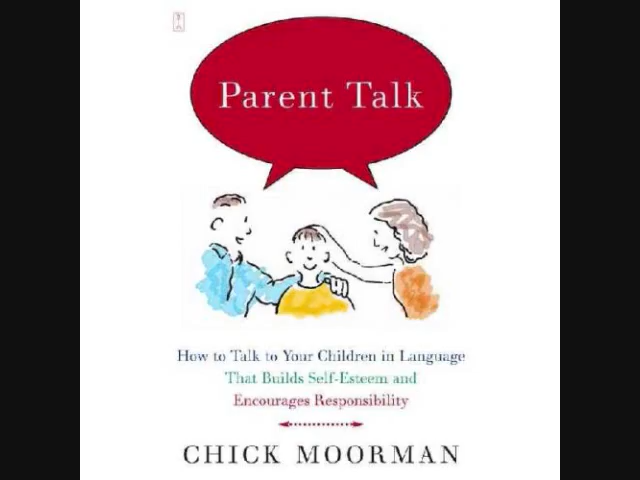 Parent Talk
How to Talk to Your Children in Language
That Builds Self-Esteem and
Encourages Responsibility
CHICK MOORMAN